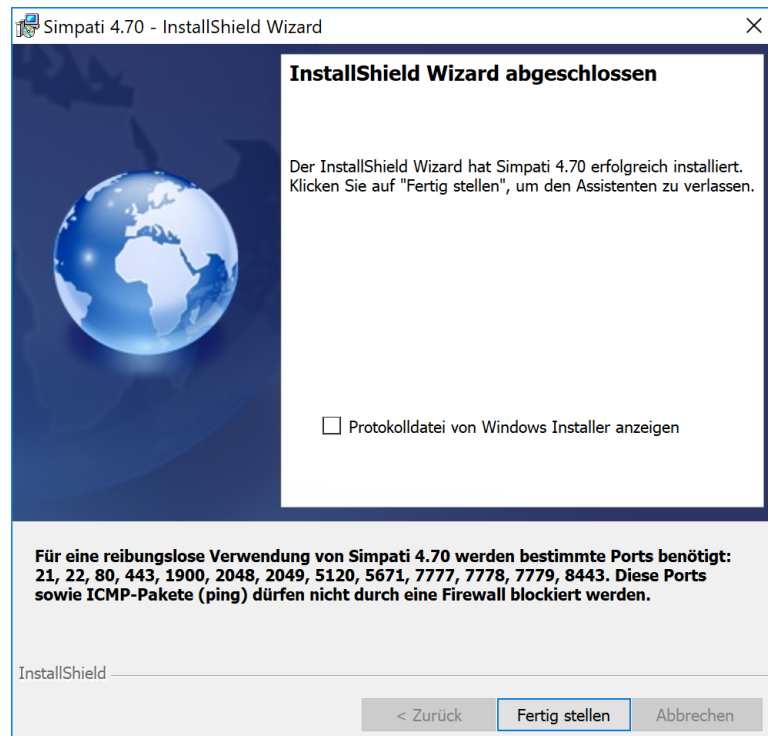 Simpati 4.70 - InstallShield Wizard
InstallShield Wizard abgeschlossen
Der InstallShield Wizard hat Simpati 4.70 erfolgreich installiert.
Klicken Sie auf "Fertig stellen", um den Assistenten zu verlassen.
Protokolldatei von Windows Installer anzeigen
Für eine reibungslose Verwendung von Simpati 4.70 werden bestimmte Ports benötigt:
21, 22, 80, 443, 1900, 2048, 2049, 5120, 5671, 7777, 7778, 7779, 8443. Diese Ports
sowie ICMP-Pakete (ping) dürfen nicht durch eine Firewall blockiert werden.
InstallShield
< Zurück
Fertig stellen
Abbrechen